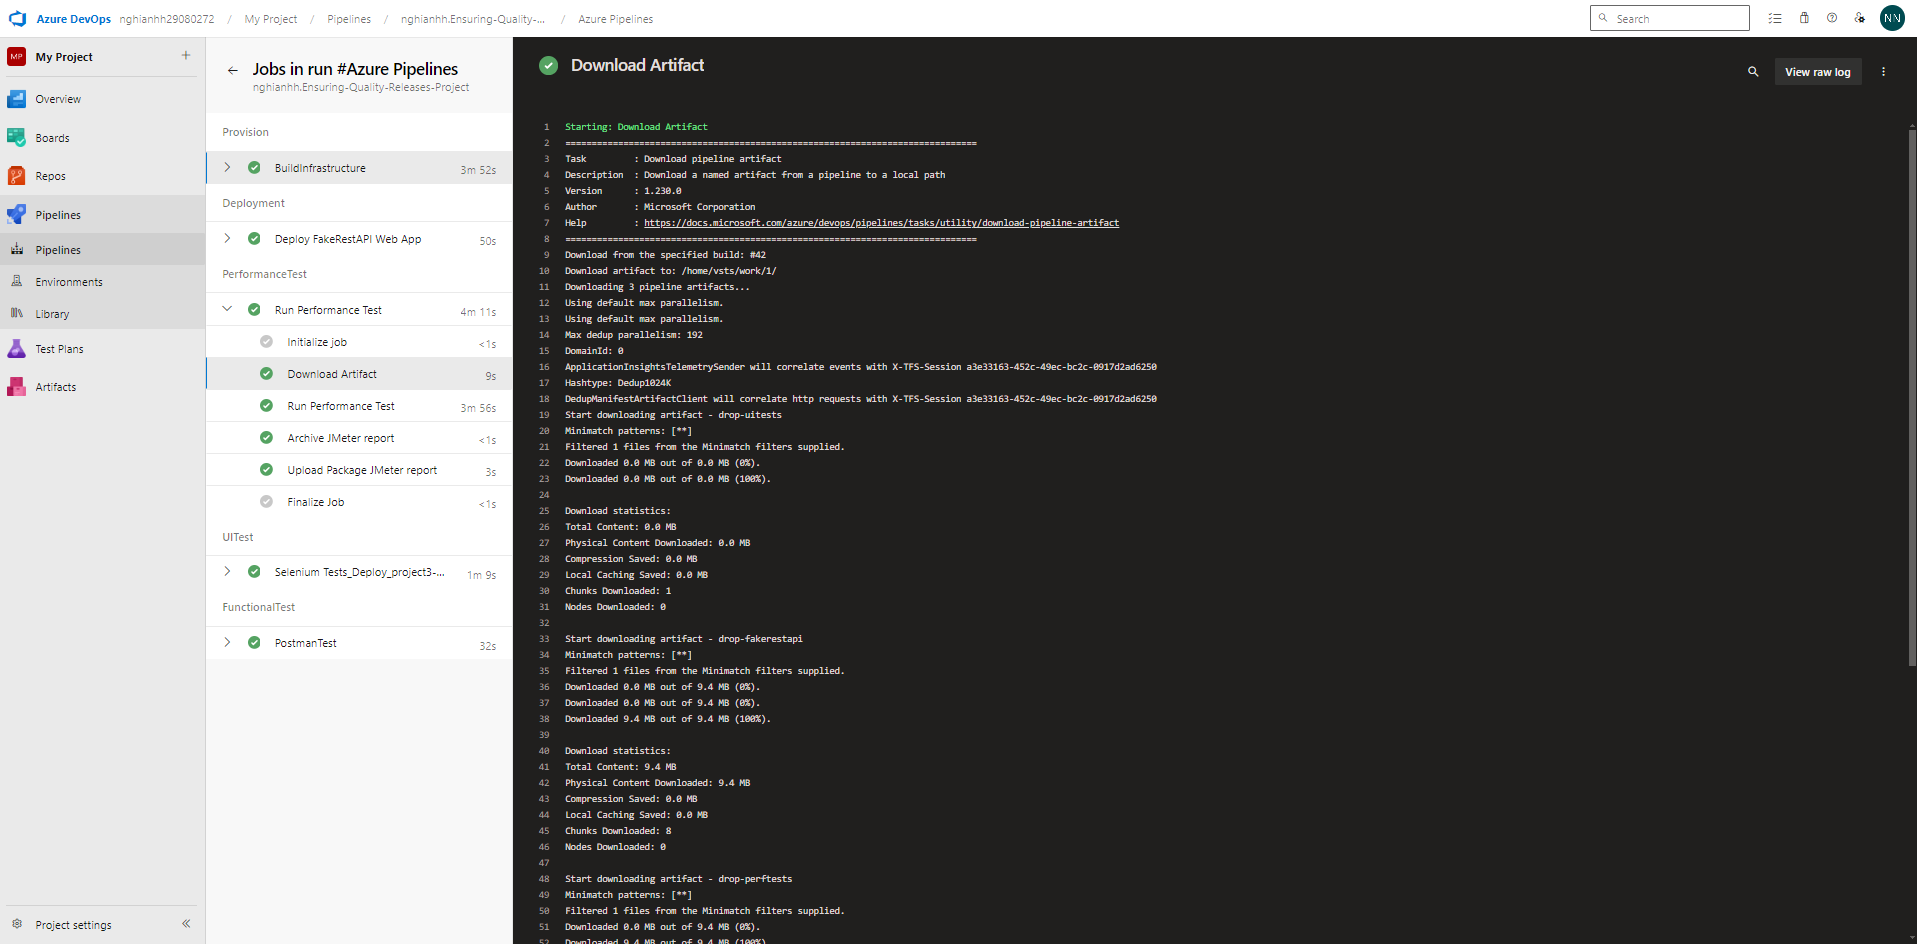 Azure DevOps nghianhh29080272 / My Project / Pipelines / nghianhh.Ensuring-Quality-... / Azure Pipelines
Search
NN
MP My Project +
Overview
Boards
Repos
Pipelines
Pipelines
Environments
Library
Test Plans
Artifacts
Project settings
Jobs in run #Azure Pipelines
nghianhh.Ensuring-Quality-Releases-Project
Provision
BuildInfrastructure 3m 52s
Deployment
Deploy FakeRestAPI Web App 50s
PerformanceTest
Run Performance Test 4m 11s
Initialize job <1s
Download Artifact 9s
Run Performance Test 3m 56s
Archive JMeter report <1s
Upload Package JMeter report 3s
Finalize Job <1s
UITest
Selenium Tests_Deploy_project3-... 1m 9s
FunctionalTest
PostmanTest 32s
Download Artifact
View raw log
1 Starting: Download Artifact
2 ==============================================================================
3 Task : Download pipeline artifact
4 Description : Download a named artifact from a pipeline to a local path
5 Version : 1.230.0
6 Author : Microsoft Corporation
7 Help : https://docs.microsoft.com/azure/devops/pipelines/tasks/utility/download-pipeline-artifact
8 ==============================================================================
9 Download from the specified build: #42
10 Download artifact to: /home/vsts/work/1/
11 Downloading 3 pipeline artifacts...
12 Using default max parallelism.
13 Using default max parallelism.
14 Max dedup parallelism: 192
15 DomainId: 0
16 ApplicationInsightsTelemetrySender will correlate events with X-TFS-Session a3e33163-452c-49ec-bc2c-0917d2ad6250
17 Hashtype: Dedup1024K
18 DedupManifestArtifactClient will correlate http requests with X-TFS-Session a3e33163-452c-49ec-bc2c-0917d2ad6250
19 Start downloading artifact - drop-uitests
20 Minimatch patterns: [**]
21 Filtered 1 files from the Minimatch filters supplied.
22 Downloaded 0.0 MB out of 0.0 MB (0%).
23 Downloaded 0.0 MB out of 0.0 MB (100%).
24
25 Download statistics:
26 Total Content: 0.0 MB
27 Physical Content Downloaded: 0.0 MB
28 Compression Saved: 0.0 MB
29 Local Caching Saved: 0.0 MB
30 Chunks Downloaded: 1
31 Nodes Downloaded: 0
32
33 Start downloading artifact - drop-fakerestapi
34 Minimatch patterns: [**]
35 Filtered 1 files from the Minimatch filters supplied.
36 Downloaded 0.0 MB out of 9.4 MB (0%).
37 Downloaded 0.0 MB out of 9.4 MB (0%).
38 Downloaded 9.4 MB out of 9.4 MB (100%).
39
40 Download statistics:
41 Total Content: 9.4 MB
42 Physical Content Downloaded: 9.4 MB
43 Compression Saved: 0.0 MB
44 Local Caching Saved: 0.0 MB
45 Chunks Downloaded: 8
46 Nodes Downloaded: 0
47
48 Start downloading artifact - drop-perftests
49 Minimatch patterns: [**]
50 Filtered 1 files from the Minimatch filters supplied.
51 Downloaded 0.0 MB out of 9.4 MB (0%).
52 Downloaded 9.4 MB out of 9.4 MB (100%)